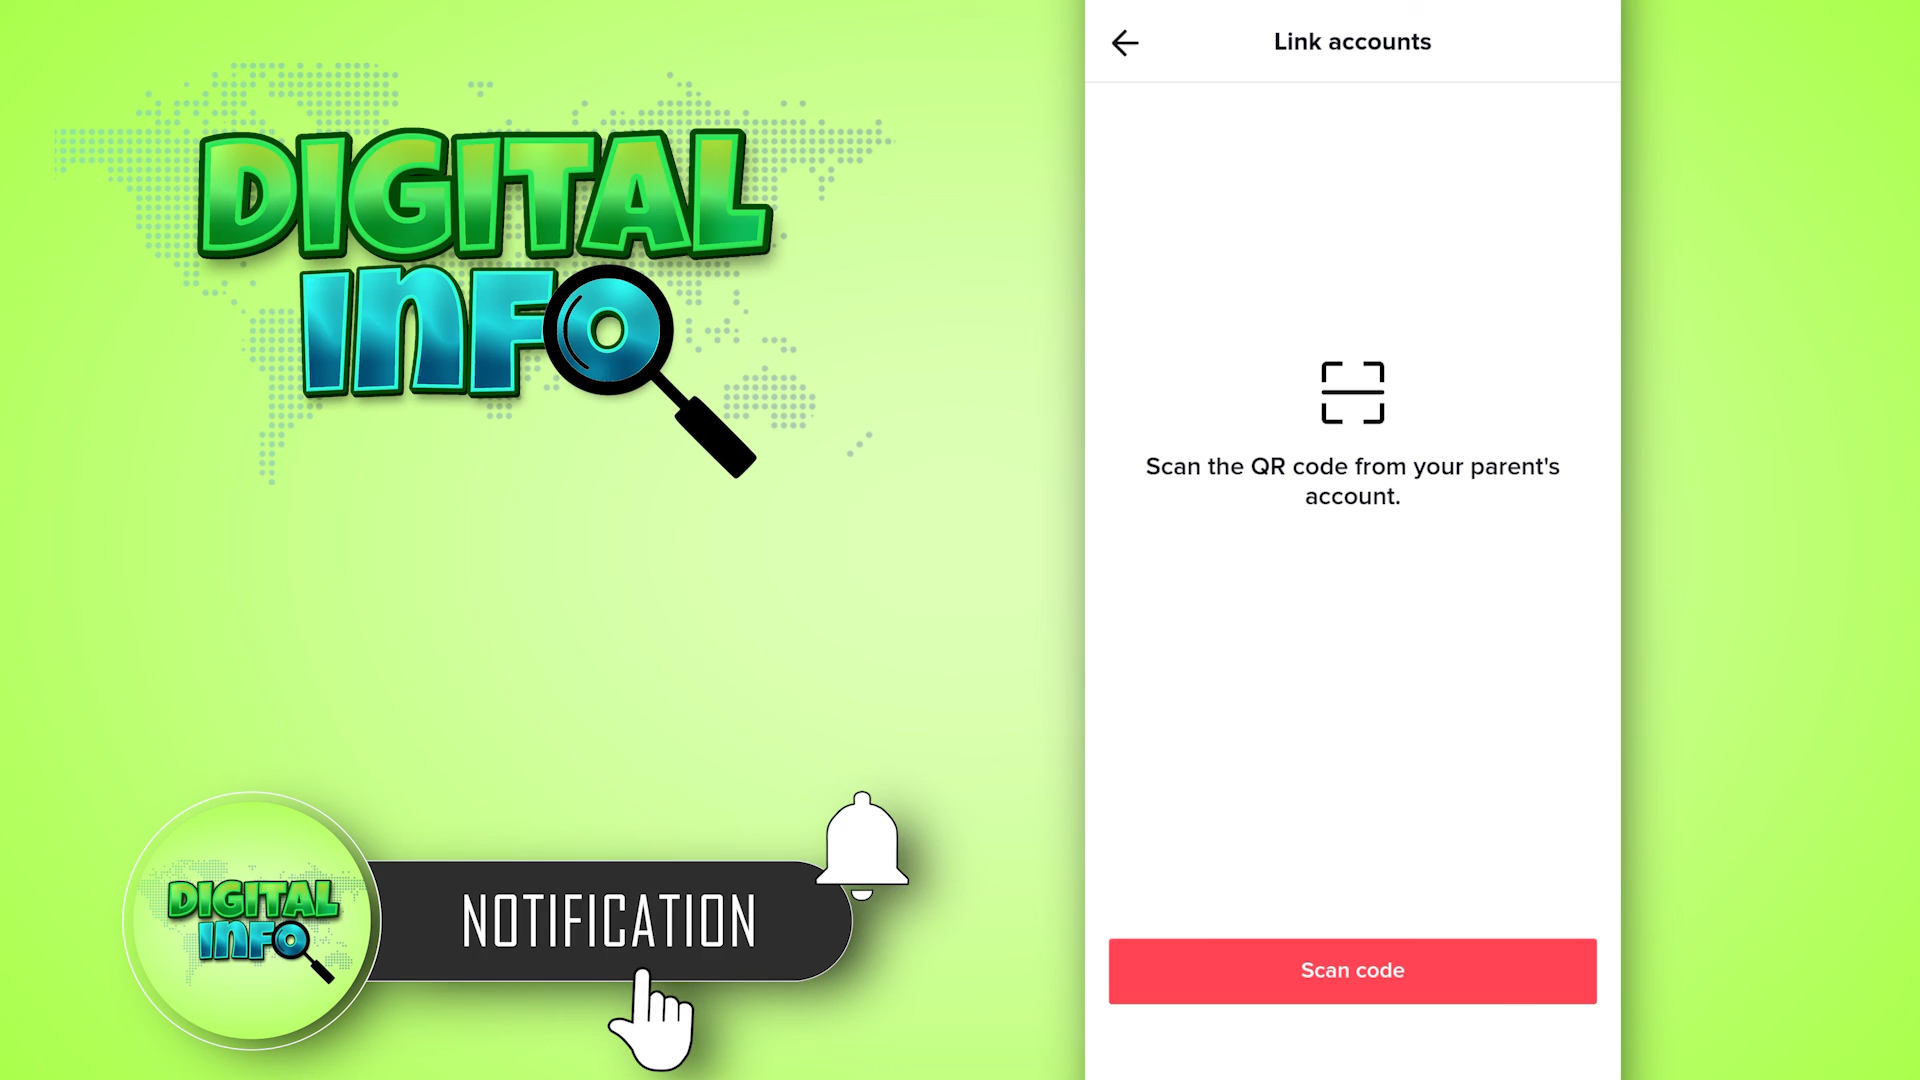 DIGITAL
INFO
Link accounts
Scan the QR code from your parent's
account.
Scan code
DIGITAL
INFO
NOTIFICATION